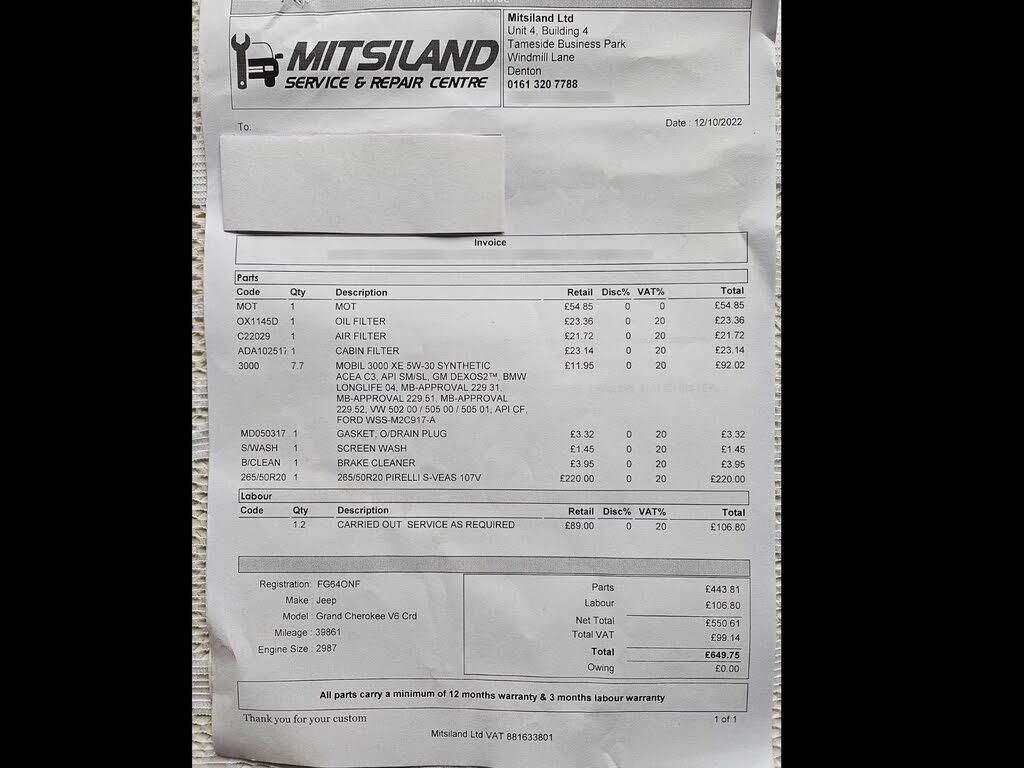 Invoice
MITSILAND
SERVICE & REPAIR CENTRE
Mitsiland Ltd
Unit 4, Building 4
Tameside Business Park
Windmill Lane
Denton
0161 320 7788
To:
Date : 12/10/2022
Invoice
Parts
Code Qty Description Retail Disc% VAT% Total
MOT 1 MOT £54.85 0 0 £54.85
OX1145D 1 OIL FILTER £23.36 0 20 £23.36
C22029 1 AIR FILTER £21.72 0 20 £21.72
ADA102517 1 CABIN FILTER £23.14 0 20 £23.14
3000 7.7 MOBIL 3000 XE 5W-30 SYNTHETIC £11.95 0 20 £92.02
ACEA C3, API SM/SL, GM DEXOS2™, BMW
LONGLIFE 04, MB-APPROVAL 229.31,
MB-APPROVAL 229.51, MB-APPROVAL
229.52, VW 502 00 / 505 00 / 505 01, API CF,
FORD WSS-M2C917-A
MD050317 1 GASKET, O/DRAIN PLUG £3.32 0 20 £3.32
S/WASH 1 SCREEN WASH £1.45 0 20 £1.45
B/CLEAN 1 BRAKE CLEANER £3.95 0 20 £3.95
265/50R20 1 265/50R20 PIRELLI S-VEAS 107V £220.00 0 20 £220.00
Labour
Code Qty Description Retail Disc% VAT% Total
1.2 CARRIED OUT SERVICE AS REQUIRED £89.00 0 20 £106.80
Registration: FG64ONF
Make : Jeep
Model : Grand Cherokee V6 Crd
Mileage : 39861
Engine Size : 2987
Parts £443.81
Labour £106.80
Net Total £550.61
Total VAT £99.14
Total £649.75
Owing £0.00
All parts carry a minimum of 12 months warranty & 3 months labour warranty
Thank you for your custom
1 of 1
Mitsiland Ltd VAT 881633801